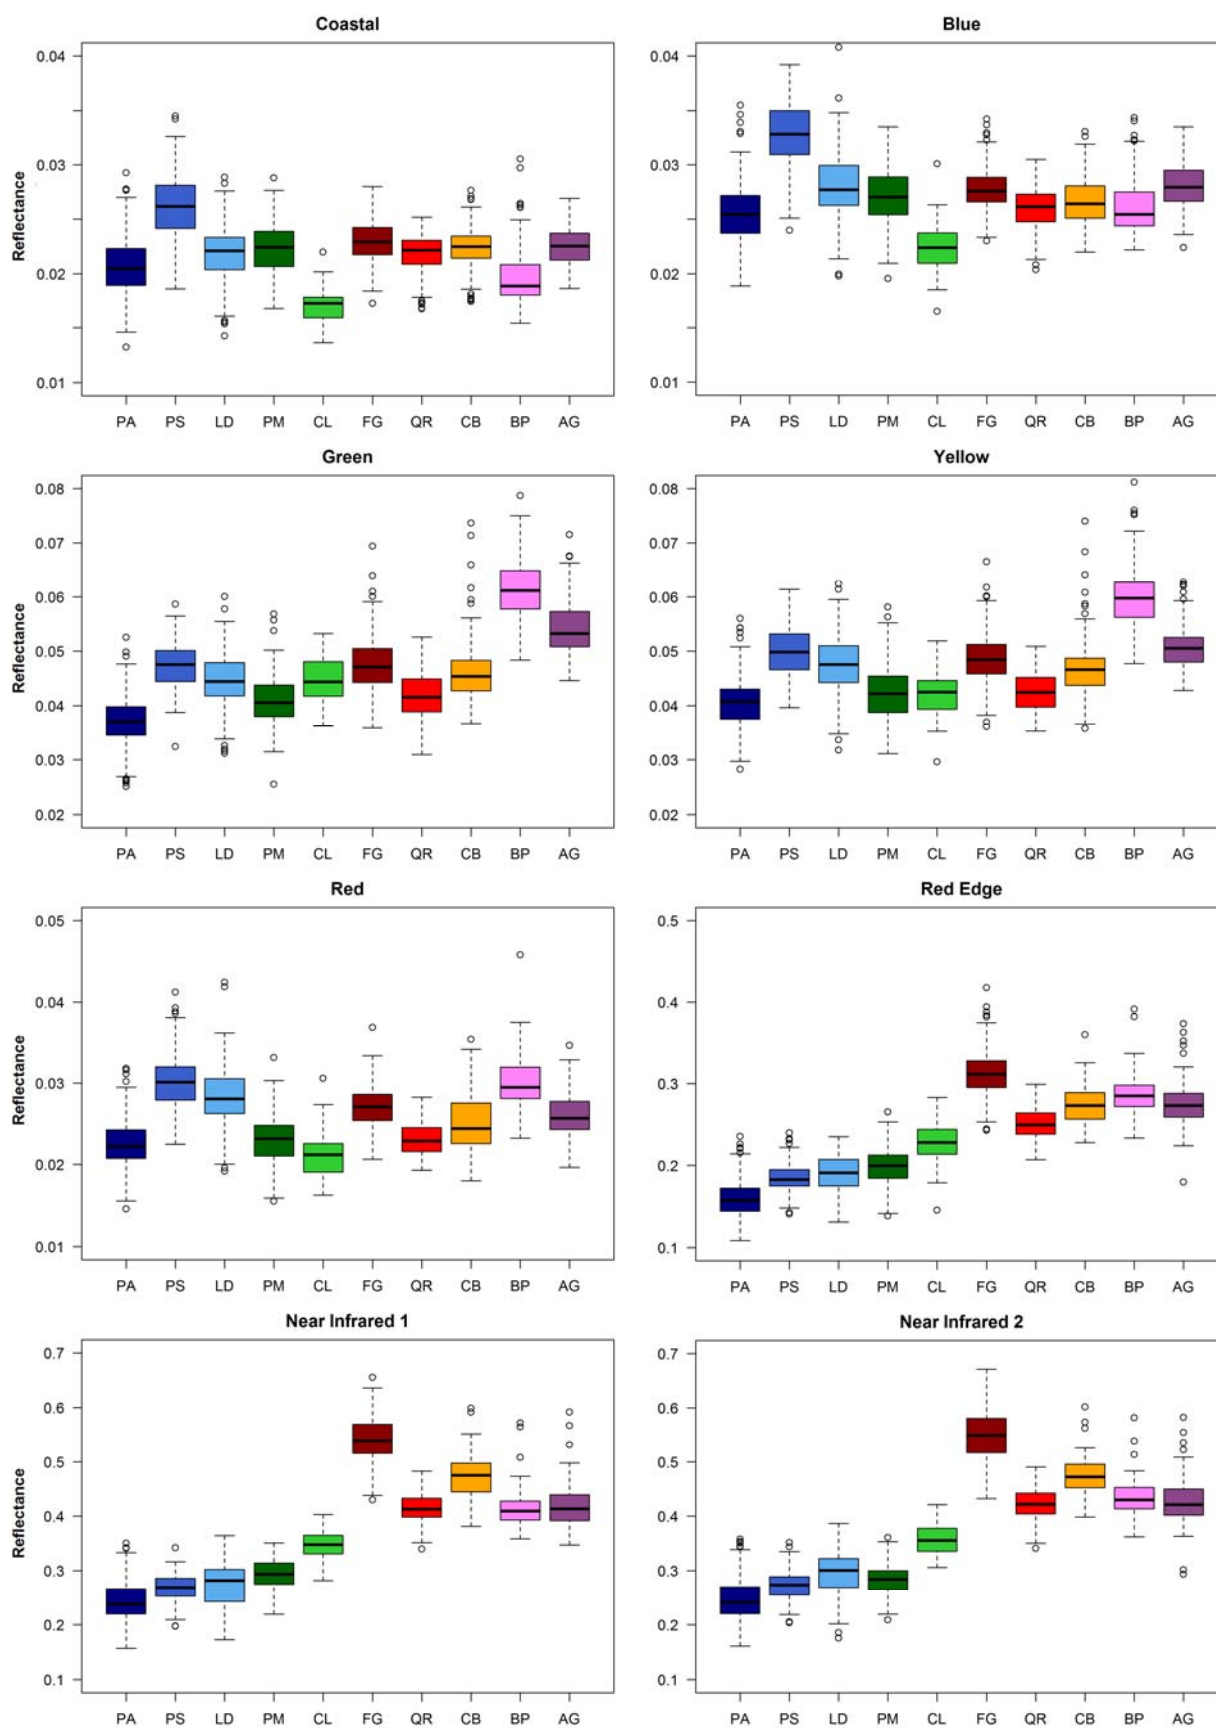 Coastal
Blue
0.04
0.03
0.02
0.01
Reflectance
PA PS LD PM CL FG QR CB BP AG
0.04
0.03
0.02
0.01
PA PS LD PM CL FG QR CB BP AG
Green
Yellow
0.08
0.07
0.06
0.05
0.04
0.03
0.02
Reflectance
PA PS LD PM CL FG QR CB BP AG
0.08
0.07
0.06
0.05
0.04
0.03
0.02
PA PS LD PM CL FG QR CB BP AG
Red
Red Edge
0.05
0.04
0.03
0.02
0.01
Reflectance
PA PS LD PM CL FG QR CB BP AG
0.5
0.4
0.3
0.2
0.1
PA PS LD PM CL FG QR CB BP AG
Near Infrared 1
Near Infrared 2
0.7
0.6
0.5
0.4
0.3
0.2
0.1
Reflectance
PA PS LD PM CL FG QR CB BP AG
0.7
0.6
0.5
0.4
0.3
0.2
0.1
PA PS LD PM CL FG QR CB BP AG